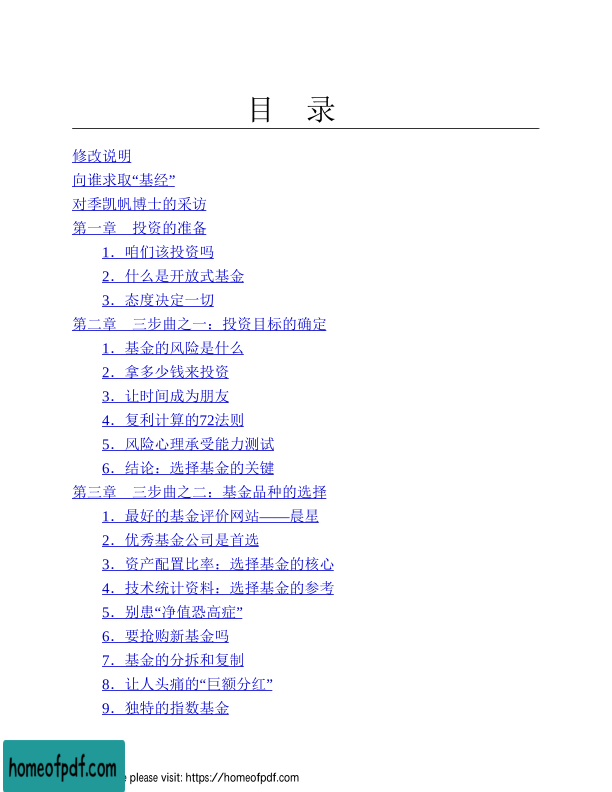 目　录
修改说明
向谁求取“基经”
对季凯帆博士的采访
第一章　投资的准备
1．咱们该投资吗
2．什么是开放式基金
3．态度决定一切
第二章　三步曲之一：投资目标的确定
1．基金的风险是什么
2．拿多少钱来投资
3．让时间成为朋友
4．复利计算的72法则
5．风险心理承受能力测试
6．结论：选择基金的关键
第三章　三步曲之二：基金品种的选择
1．最好的基金评价网站——晨星
2．优秀基金公司是首选
3．资产配置比率：选择基金的核心
4．技术统计资料：选择基金的参考
5．别患“净值恐高症”
6．要抢购新基金吗
7．基金的分拆和复制
8．让人头痛的“巨额分红”
9．独特的指数基金
homeofpdf.com
e please visit: https://homeofpdf.com